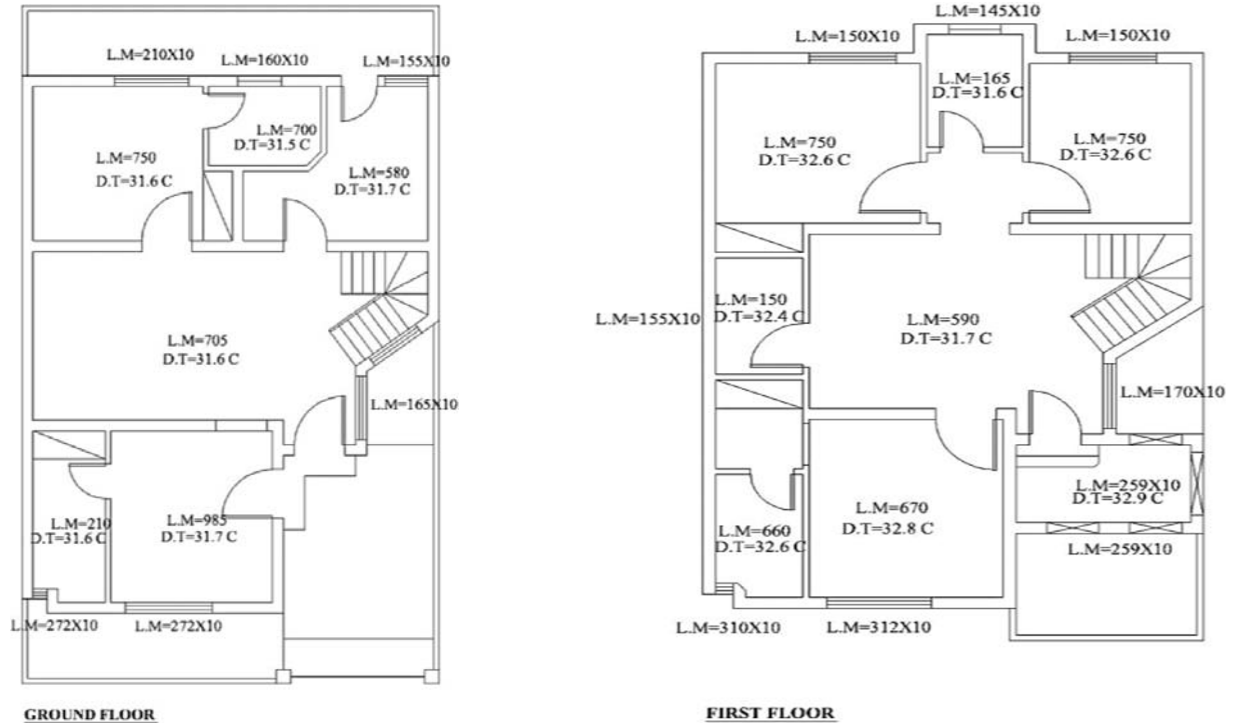 L.M=210X10
L.M=160X10
L.M=155X10
L.M=700
D.T=31.5 C
L.M=750
D.T=31.6 C
L.M=580
D.T=31.7 C
L.M=705
D.T=31.6 C
L.M=165X10
L.M=210
D.T=31.6 C
L.M=985
D.T=31.7 C
L.M=272X10
L.M=272X10
GROUND FLOOR
L.M=145X10
L.M=150X10
L.M=150X10
L.M=165
D.T=31.6 C
L.M=750
D.T=32.6 C
L.M=750
D.T=32.6 C
L.M=155X10
L.M=150
D.T=32.4 C
L.M=590
D.T=31.7 C
L.M=170X10
L.M=259X10
D.T=32.9 C
L.M=670
D.T=32.8 C
L.M=660
D.T=32.6 C
L.M=259X10
L.M=310X10
L.M=312X10
FIRST FLOOR